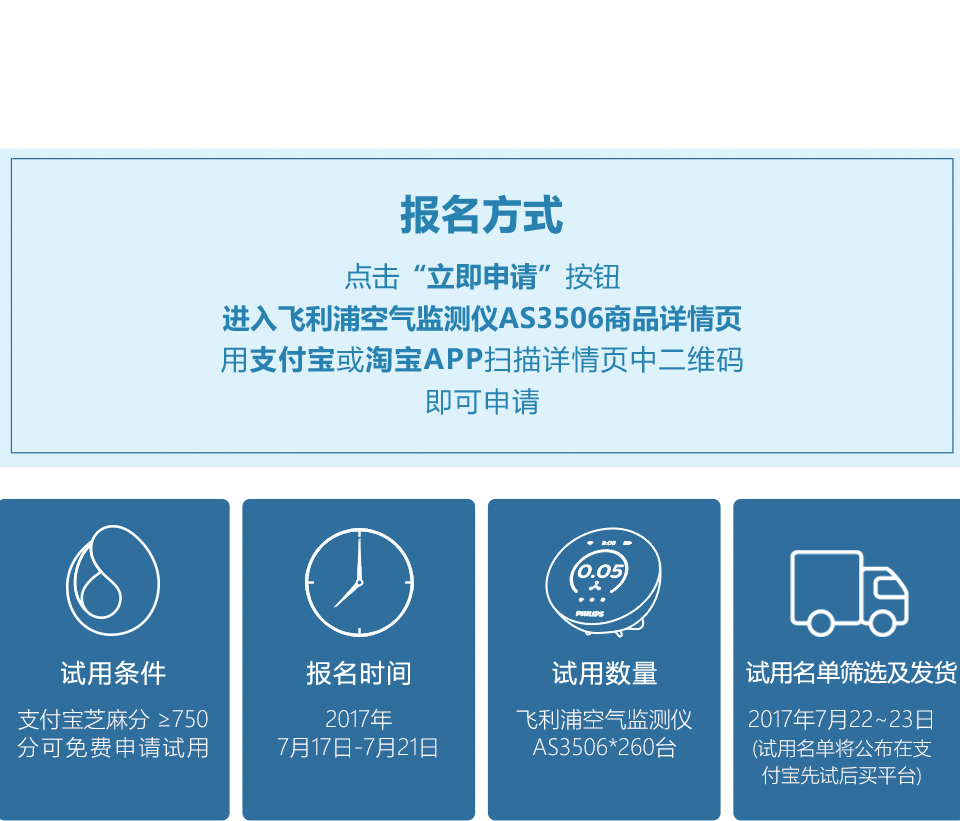 报名方式
点击“立即申请”按钮
进入飞利浦空气监测仪AS3506商品详情页
用支付宝或淘宝APP扫描详情页中二维码
即可申请
试用条件
支付宝芝麻分 ≥750
分可免费申请试用
报名时间
2017年
7月17日-7月21日
0.05
PHILIPS
试用数量
飞利浦空气监测仪
AS3506*260台
试用名单筛选及发货
2017年7月22~23日
(试用名单将公布在支
付宝先试后买平台)